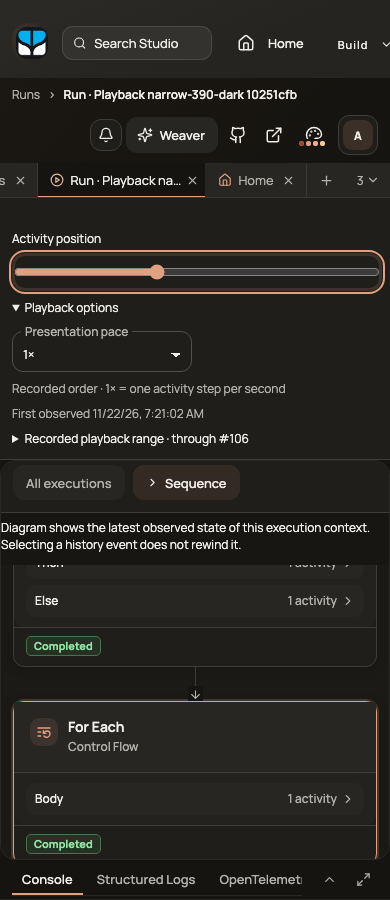 Search Studio
Home
Build
Runs › Run · Playback narrow-390-dark 10251cfb
Weaver
A
s
Run · Playback na...
Home
3
Activity position
Playback options
Presentation pace
1×
Recorded order · 1× = one activity step per second
First observed 11/22/26, 7:21:02 AM
Recorded playback range · through #106
All executions
Sequence
Diagram shows the latest observed state of this execution context.
Selecting a history event does not rewind it.
Else 1 activity
Completed
For Each
Control Flow
Body 1 activity
Completed
Console Structured Logs OpenTelemet